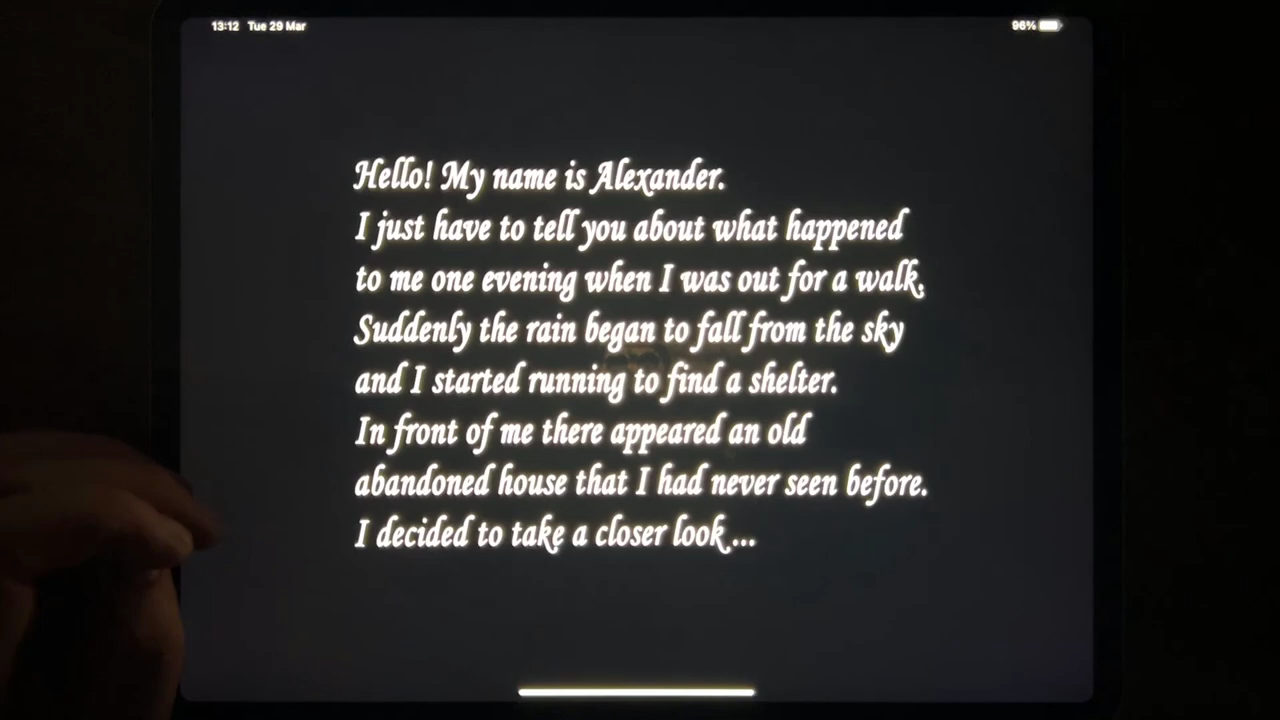 13:12 Tue 29 Mar 96%
Hello! My name is Alexander.
I just have to tell you about what happened
to me one evening when I was out for a walk.
Suddenly the rain began to fall from the sky
and I started running to find a shelter.
In front of me there appeared an old
abandoned house that I had never seen before.
I decided to take a closer look...